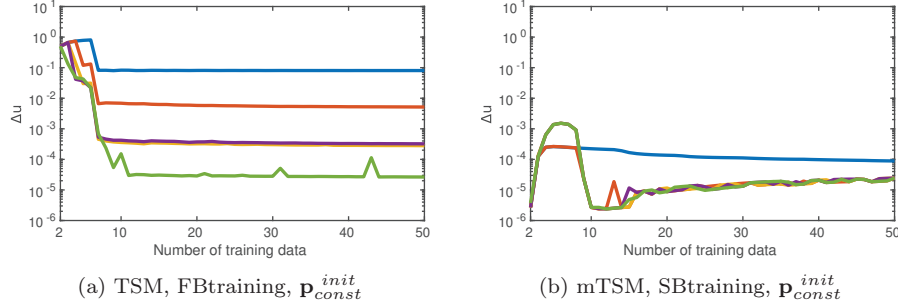 (a)
10^1
10^0
10^-1
10^-2
10^-3
10^-4
10^-5
10^-6
Δu
2 10 20 30 40 50
Number of training data
(a) TSM, FBtraining, p_const^init
(b)
10^1
10^0
10^-1
10^-2
10^-3
10^-4
10^-5
10^-6
Δu
2 10 20 30 40 50
Number of training data
(b) mTSM, SBtraining, p_const^init